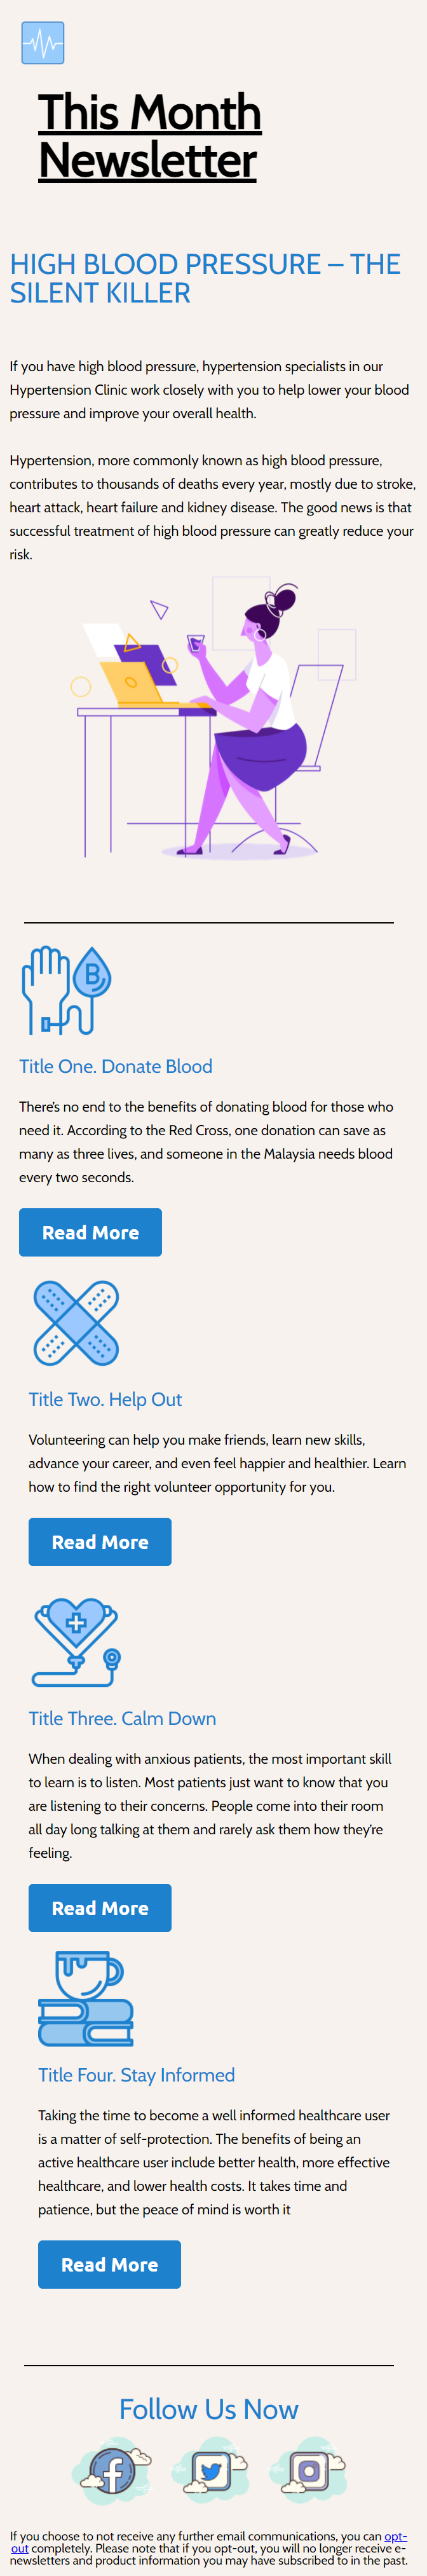 This Month
Newsletter
HIGH BLOOD PRESSURE – THE
SILENT KILLER
If you have high blood pressure, hypertension specialists in our
Hypertension Clinic work closely with you to help lower your blood
pressure and improve your overall health.
Hypertension, more commonly known as high blood pressure,
contributes to thousands of deaths every year, mostly due to stroke,
heart attack, heart failure and kidney disease. The good news is that
successful treatment of high blood pressure can greatly reduce your
risk.
B
Title One. Donate Blood
There's no end to the benefits of donating blood for those who
need it. According to the Red Cross, one donation can save as
many as three lives, and someone in the Malaysia needs blood
every two seconds.
Read More
Title Two. Help Out
Volunteering can help you make friends, learn new skills,
advance your career, and even feel happier and healthier. Learn
how to find the right volunteer opportunity for you.
Read More
Title Three. Calm Down
When dealing with anxious patients, the most important skill
to learn is to listen. Most patients just want to know that you
are listening to their concerns. People come into their room
all day long talking at them and rarely ask them how they're
feeling.
Read More
Title Four. Stay Informed
Taking the time to become a well informed healthcare user
is a matter of self-protection. The benefits of being an
active healthcare user include better health, more effective
healthcare, and lower health costs. It takes time and
patience, but the peace of mind is worth it
Read More
Follow Us Now
If you choose to not receive any further email communications, you can opt-
out completely. Please note that if you opt-out, you will no longer receive e-
newsletters and product information you may have subscribed to in the past.